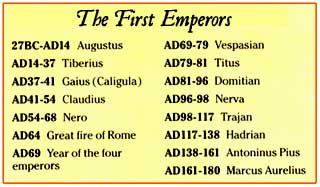 The First Emperors
27BC-AD14 Augustus
AD14-37 Tiberius
AD37-41 Gaius (Caligula)
AD41-54 Claudius
AD54-68 Nero
AD64 Great fire of Rome
AD69 Year of the four
emperors
AD69-79 Vespasian
AD79-81 Titus
AD81-96 Domitian
AD96-98 Nerva
AD98-117 Trajan
AD117-138 Hadrian
AD138-161 Antoninus Pius
AD161-180 Marcus Aurelius